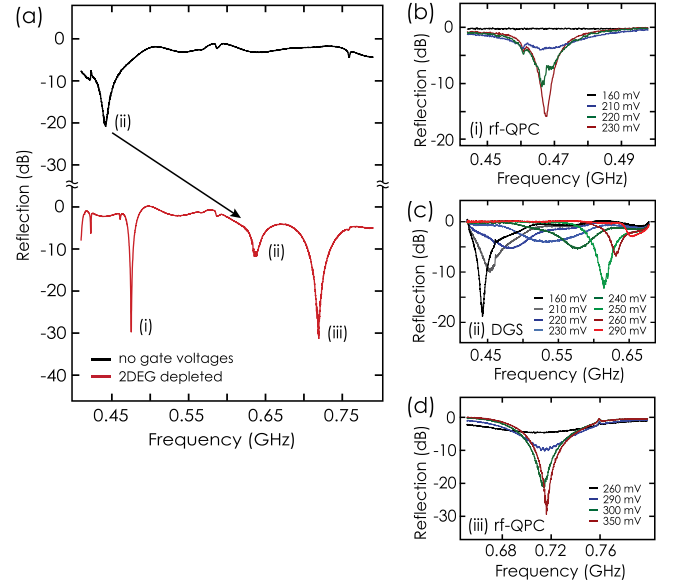 (a)
0
-10
-20
-30
0
-10
-20
-30
-40
Reflection (dB)
(ii)
(i)
(ii)
(iii)
no gate voltages
2DEG depleted
0.45
0.55
0.65
0.75
Frequency (GHz)
(b)
0
-5
-10
-15
Reflection (dB)
160 mV
210 mV
220 mV
230 mV
(i) rf-QPC
0.45
0.47
0.49
Frequency (GHz)
(c)
0
-5
-10
-15
-20
Reflection (dB)
160 mV
210 mV
220 mV
230 mV
240 mV
250 mV
260 mV
290 mV
(ii) DGS
0.45
0.55
0.65
Frequency (GHz)
(d)
0
-10
-20
-30
Reflection (dB)
260 mV
290 mV
300 mV
350 mV
(iii) rf-QPC
0.68
0.72
0.76
Frequency (GHz)